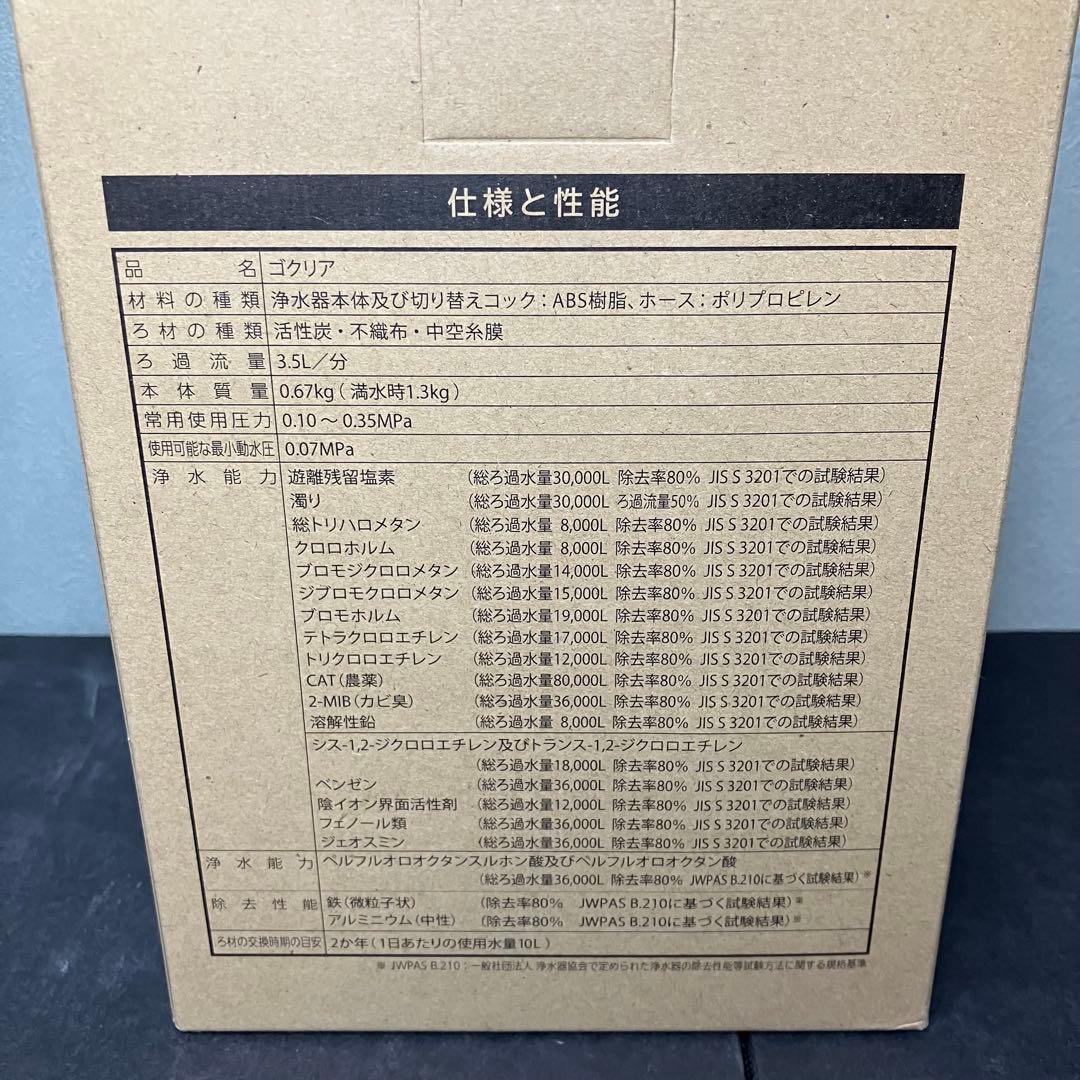 仕様と性能
品名 ゴクリア
材料の種類 浄水器本体及び切り替えコック：ABS樹脂、ホース：ポリプロピレン
ろ材の種類 活性炭・不織布・中空糸膜
ろ過流量 3.5L／分
本体質量 0.67kg（満水時1.3kg）
常用使用圧力 0.10～0.35MPa
使用可能な最小動水圧 0.07MPa
浄水能力 遊離残留塩素 （総ろ過水量30,000L 除去率80% JIS S 3201での試験結果）
濁り （総ろ過水量30,000L ろ過流量50% JIS S 3201での試験結果）
総トリハロメタン （総ろ過水量 8,000L 除去率80% JIS S 3201での試験結果）
クロロホルム （総ろ過水量 8,000L 除去率80% JIS S 3201での試験結果）
ブロモジクロロメタン （総ろ過水量14,000L 除去率80% JIS S 3201での試験結果）
ジブロモクロロメタン （総ろ過水量15,000L 除去率80% JIS S 3201での試験結果）
ブロモホルム （総ろ過水量19,000L 除去率80% JIS S 3201での試験結果）
テトラクロロエチレン （総ろ過水量17,000L 除去率80% JIS S 3201での試験結果）
トリクロロエチレン （総ろ過水量12,000L 除去率80% JIS S 3201での試験結果）
CAT（農薬） （総ろ過水量80,000L 除去率80% JIS S 3201での試験結果）
2-MIB（カビ臭） （総ろ過水量36,000L 除去率80% JIS S 3201での試験結果）
溶解性鉛 （総ろ過水量 8,000L 除去率80% JIS S 3201での試験結果）
シス-1,2-ジクロロエチレン及びトランス-1,2-ジクロロエチレン
（総ろ過水量18,000L 除去率80% JIS S 3201での試験結果）
ベンゼン （総ろ過水量36,000L 除去率80% JIS S 3201での試験結果）
陰イオン界面活性剤 （総ろ過水量12,000L 除去率80% JIS S 3201での試験結果）
フェノール類 （総ろ過水量36,000L 除去率80% JIS S 3201での試験結果）
ジェオスミン （総ろ過水量36,000L 除去率80% JIS S 3201での試験結果）
浄水能力 ペルフルオロオクタンスルホン酸及びペルフルオロオクタン酸
（総ろ過水量36,000L 除去率80% JWPAS B.210に基づく試験結果）※
除去性能 鉄（微粒子状） （除去率80% JWPAS B.210に基づく試験結果）※
アルミニウム（中性） （除去率80% JWPAS B.210に基づく試験結果）※
ろ材の交換時期の目安 2か年（1日あたりの使用水量10L）
※ JWPAS B.210：一般社団法人 浄水器協会で定められた浄水器の除去性能等試験方法に関する規格基準